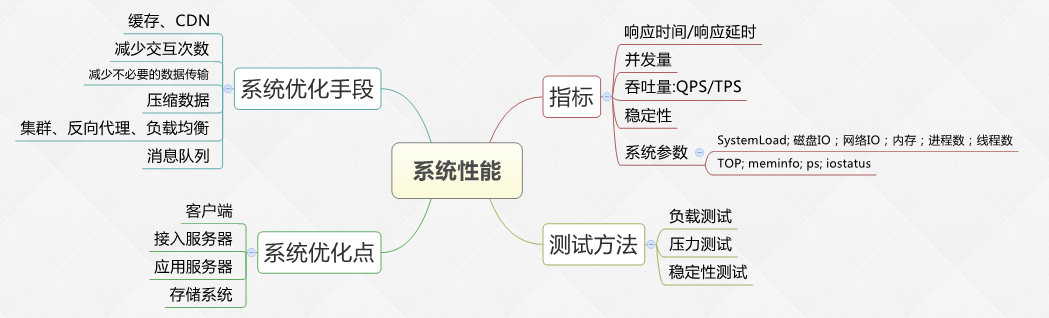 系统性能
系统优化手段
缓存、CDN
减少交互次数
减少不必要的数据传输
压缩数据
集群、反向代理、负载均衡
消息队列
系统优化点
客户端
接入服务器
应用服务器
存储系统
指标
响应时间/响应延时
并发量
吞吐量:QPS/TPS
稳定性
系统参数
SystemLoad; 磁盘IO；网络IO；内存；进程数；线程数
TOP; meminfo; ps; iostatus
测试方法
负载测试
压力测试
稳定性测试